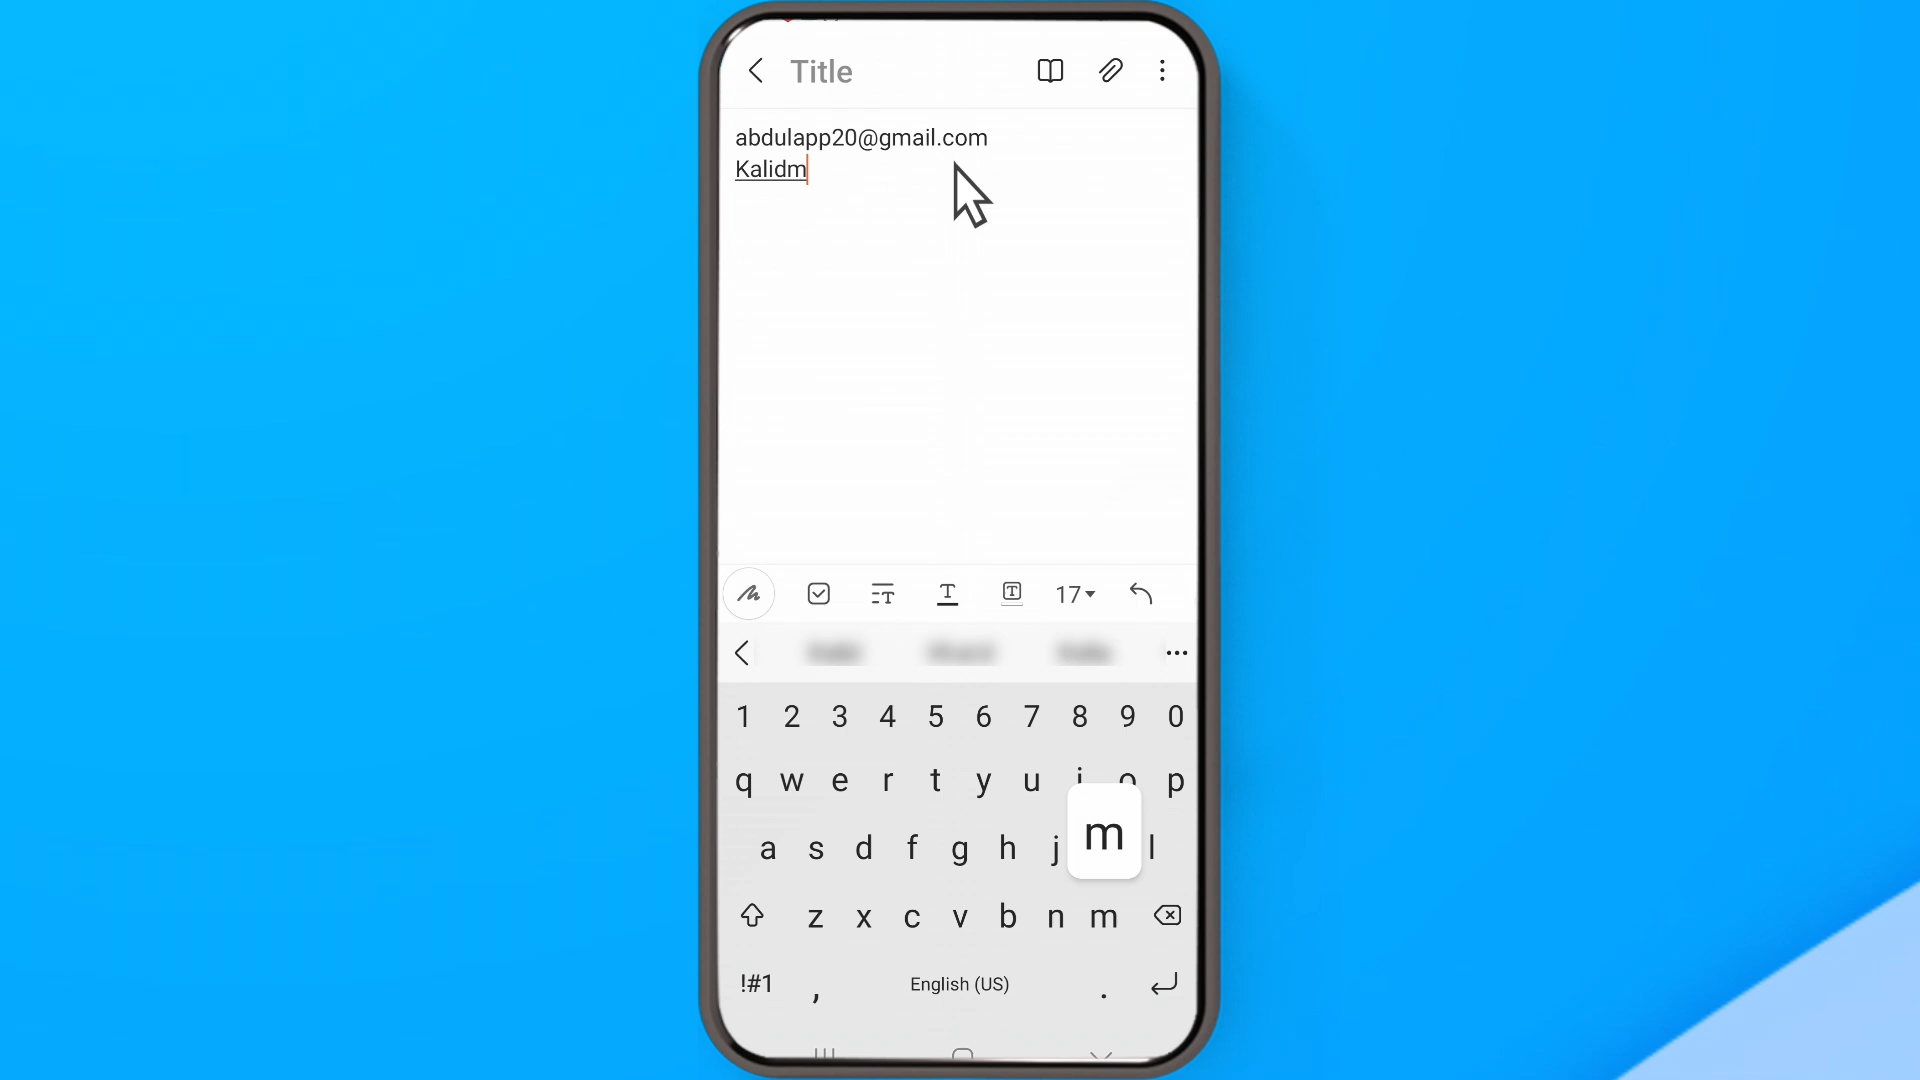 Title
abdulapp20@gmail.com
Kalidm
17
1 2 3 4 5 6 7 8 9 0
q w e r t y u i o p
a s d f g h j m l
z x c v b n m
!#1 , English (US) .